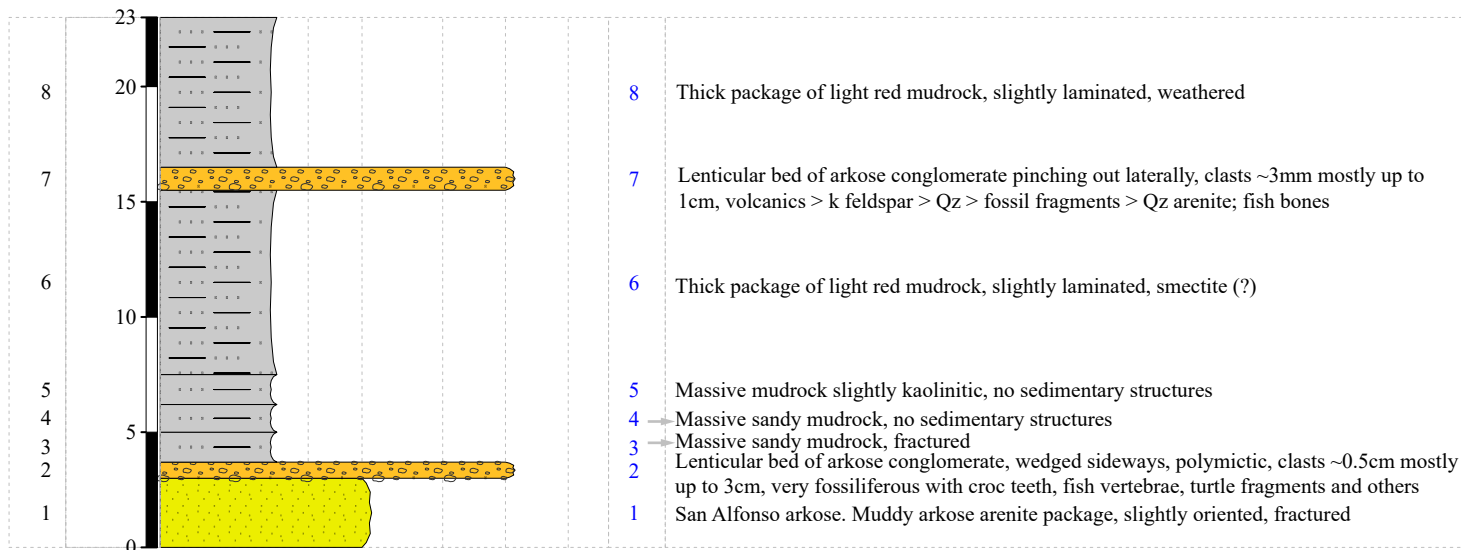 23
20
8
8 Thick package of light red mudrock, slightly laminated, weathered
7
7 Lenticular bed of arkose conglomerate pinching out laterally, clasts ~3mm mostly up to
1cm, volcanics > k feldspar > Qz > fossil fragments > Qz arenite; fish bones
15
6
6 Thick package of light red mudrock, slightly laminated, smectite (?)
10
5
5 Massive mudrock slightly kaolinitic, no sedimentary structures
4
4 Massive sandy mudrock, no sedimentary structures
5
3
3 Massive sandy mudrock, fractured
2
2 Lenticular bed of arkose conglomerate, wedged sideways, polymictic, clasts ~0.5cm mostly
up to 3cm, very fossiliferous with croc teeth, fish vertebrae, turtle fragments and others
1
1 San Alfonso arkose. Muddy arkose arenite package, slightly oriented, fractured
0